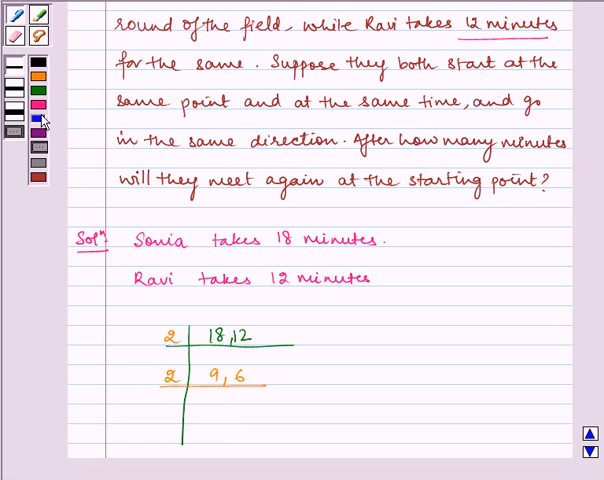 round of the field, while Ravi takes 12 minutes
for the same. Suppose they both start at the
same point and at the same time, and go
in the same direction. After how many minutes
will they meet again at the starting point?
Solⁿ Sonia takes 18 minutes.
Ravi takes 12 minutes
2 18, 12
2 9, 6